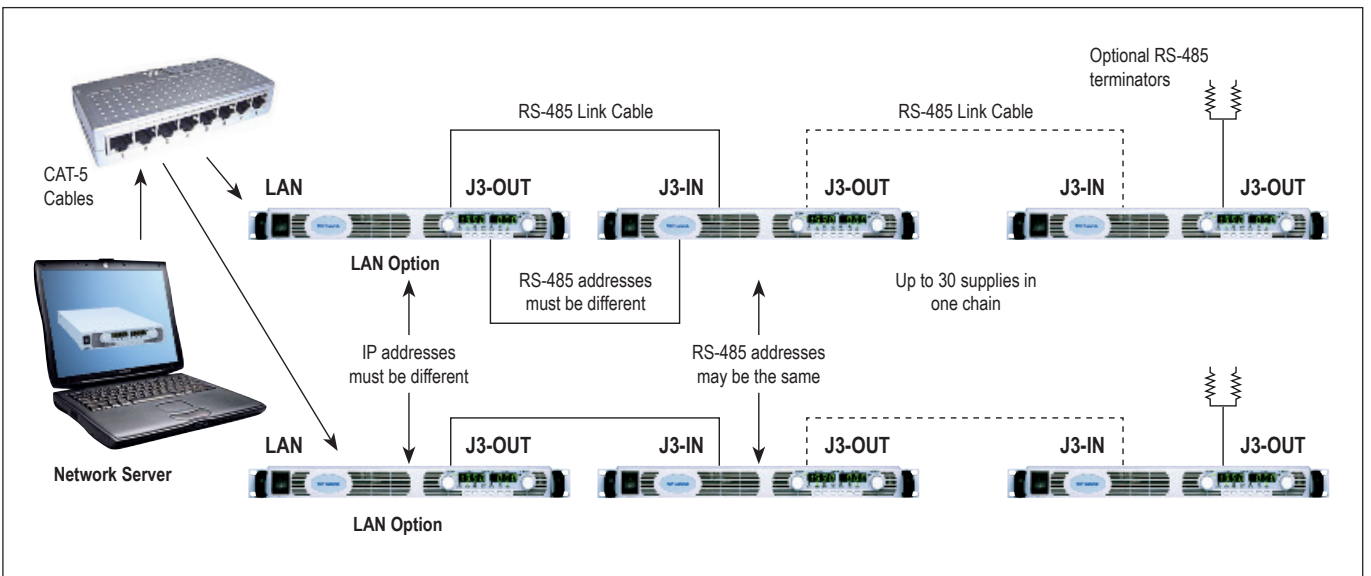 Optional RS-485
terminators
RS-485 Link Cable
RS-485 Link Cable
CAT-5
Cables
LAN
J3-OUT
J3-IN
J3-OUT
J3-IN
J3-OUT
LAN Option
RS-485 addresses
must be different
Up to 30 supplies in
one chain
IP addresses
must be different
RS-485 addresses
may be the same
LAN
J3-OUT
J3-IN
J3-OUT
J3-IN
J3-OUT
Network Server
LAN Option